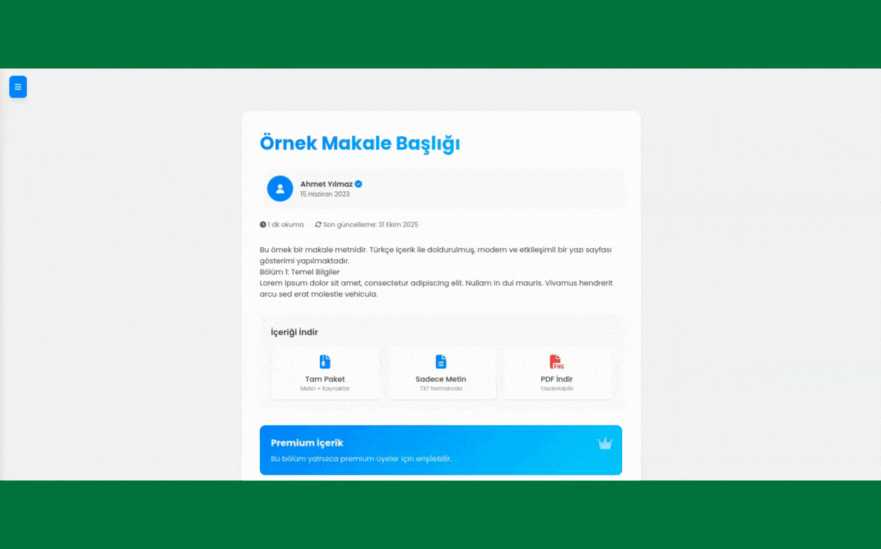 Örnek Makale Başlığı
Ahmet Yılmaz
15 Haziran 2023
1 dk okuma Son güncelleme: 31 Ekim 2025
Bu örnek bir makale metnidir. Türkçe içerik ile doldurulmuş, modern ve etkileşimli bir yazı sayfası
gösterimi yapılmaktadır.
Bölüm 1: Temel Bilgiler
Lorem ipsum dolor sit amet, consectetur adipiscing elit. Nullam in dui mauris. Vivamus hendrerit
arcu sed erat molestie vehicula.
İçeriği İndir
Tam Paket
Metin + Kaynaklar
Sadece Metin
TXT formatında
PNG
PDF İndir
Yazdırılabilir
Premium İçerik
Bu bölüm yalnızca premium üyeler için erişilebilir.